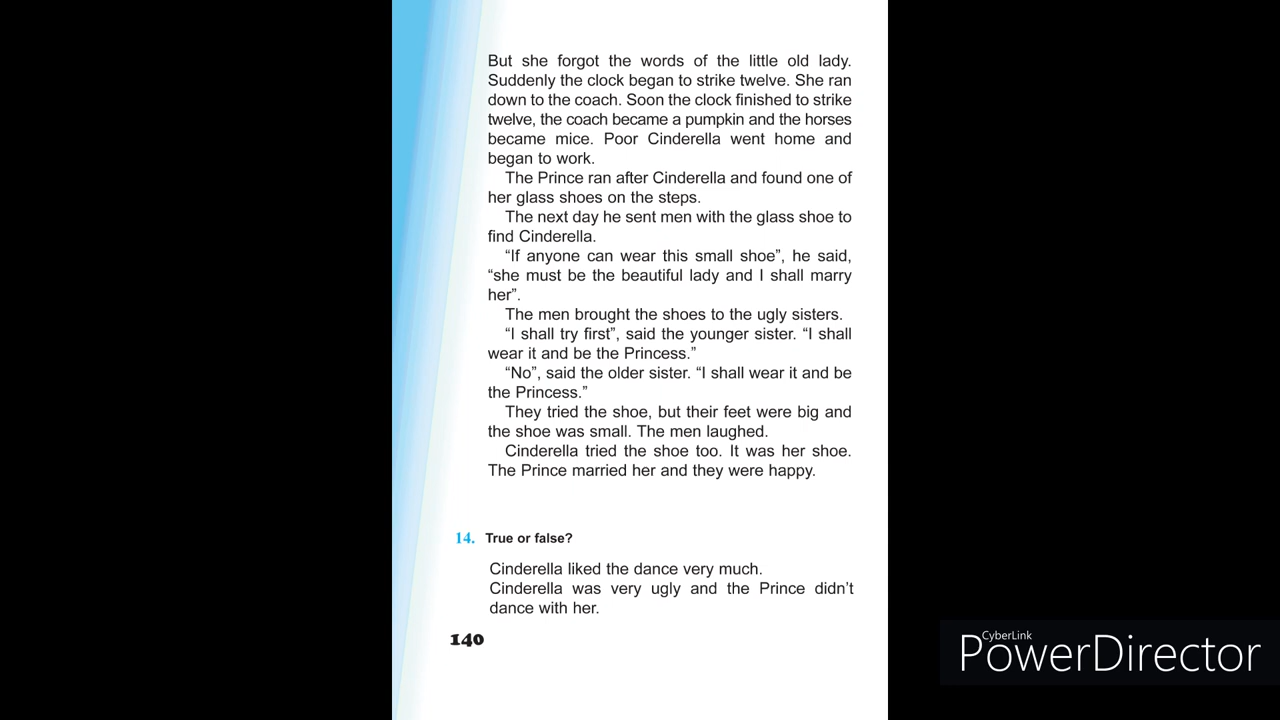 But she forgot the words of the little old lady.
Suddenly the clock began to strike twelve. She ran
down to the coach. Soon the clock finished to strike
twelve, the coach became a pumpkin and the horses
became mice. Poor Cinderella went home and
began to work.
The Prince ran after Cinderella and found one of
her glass shoes on the steps.
The next day he sent men with the glass shoe to
find Cinderella.
“If anyone can wear this small shoe”, he said,
“she must be the beautiful lady and I shall marry
her”.
The men brought the shoes to the ugly sisters.
“I shall try first”, said the younger sister. “I shall
wear it and be the Princess.”
“No”, said the older sister. “I shall wear it and be
the Princess.”
They tried the shoe, but their feet were big and
the shoe was small. The men laughed.
Cinderella tried the shoe too. It was her shoe.
The Prince married her and they were happy.
14. True or false?
Cinderella liked the dance very much.
Cinderella was very ugly and the Prince didn’t
dance with her.
140
CyberLink
PowerDirector